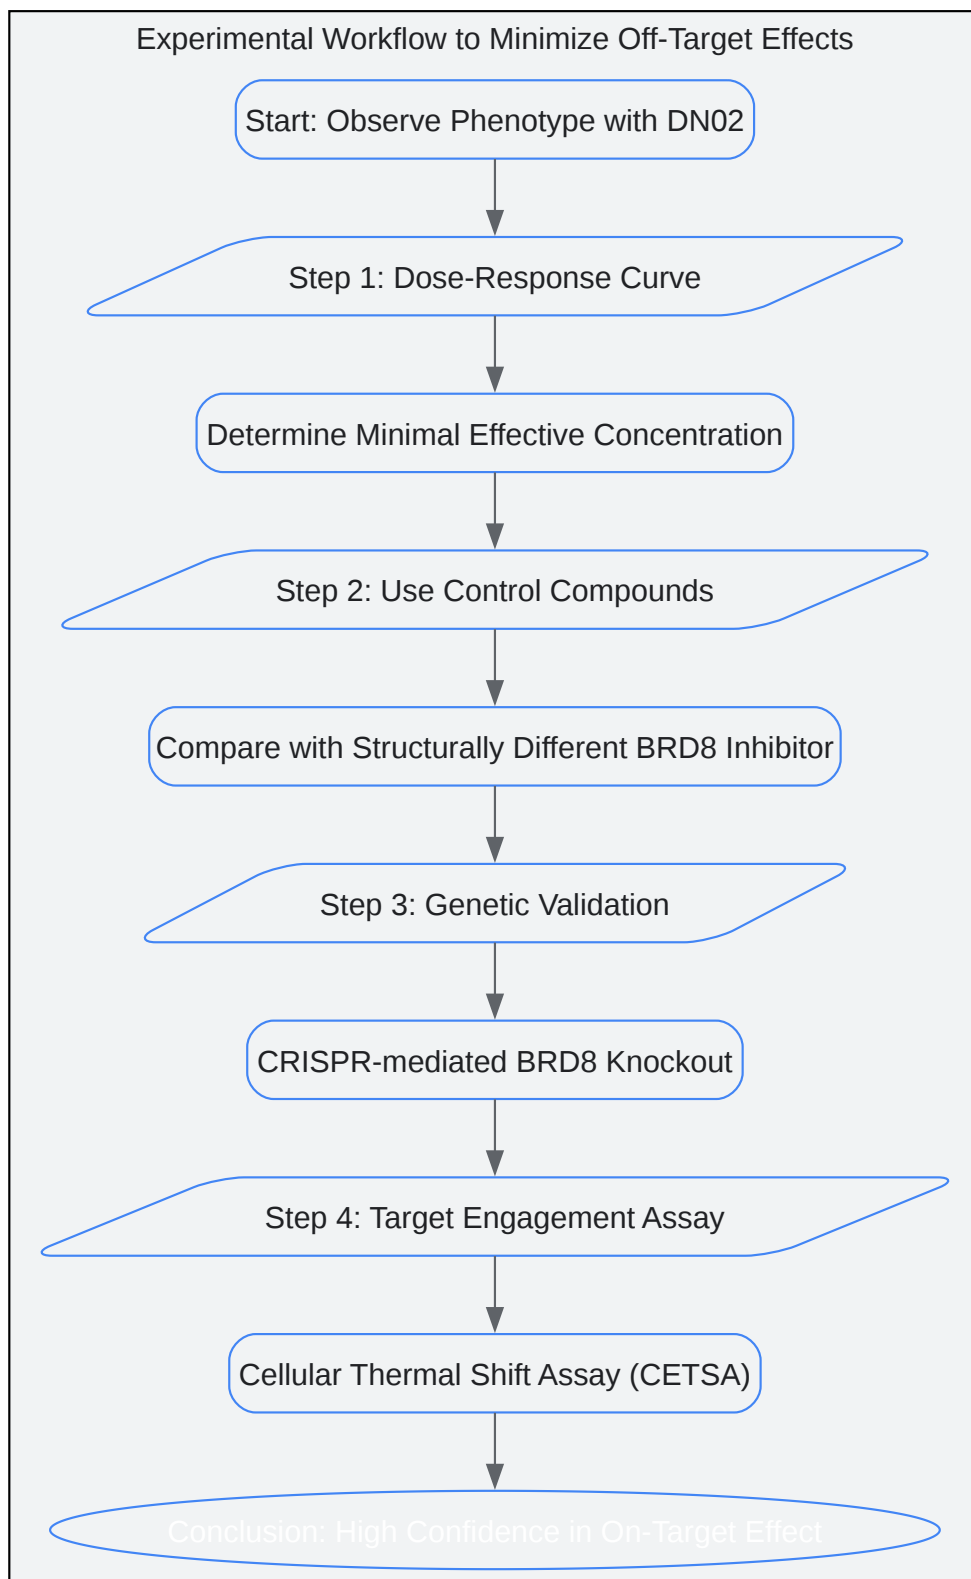 Experimental Workflow to Minimize Off-Target Effects
Start: Observe Phenotype with DN02
Step 1: Dose-Response Curve
Determine Minimal Effective Concentration
Step 2: Use Control Compounds
Compare with Structurally Different BRD8 Inhibitor
Step 3: Genetic Validation
CRISPR-mediated BRD8 Knockout
Step 4: Target Engagement Assay
Cellular Thermal Shift Assay (CETSA)
Conclusion: High Confidence in On-Target Effect